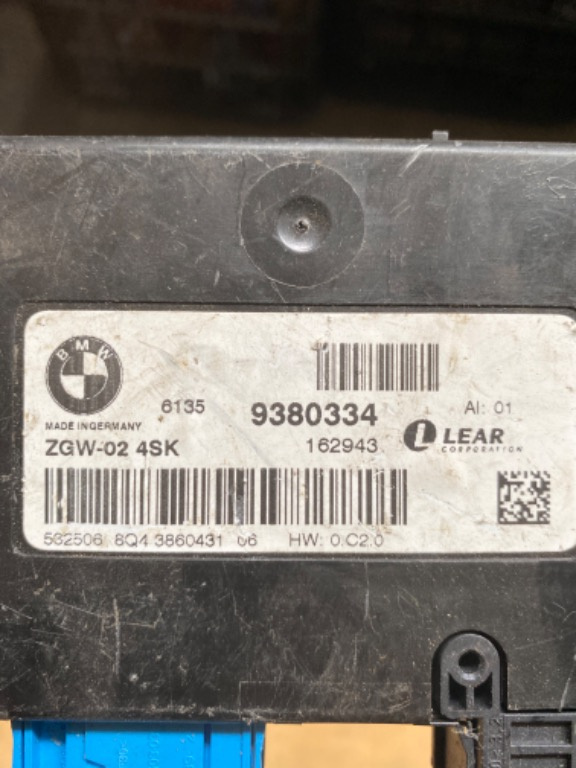 BMW
6135 9380334 AI: 01
MADE IN GERMANY
ZGW-02 4SK 162943 LEAR
CORPORATION
532506 8Q4 3860431 06 HW: 0.C2.0